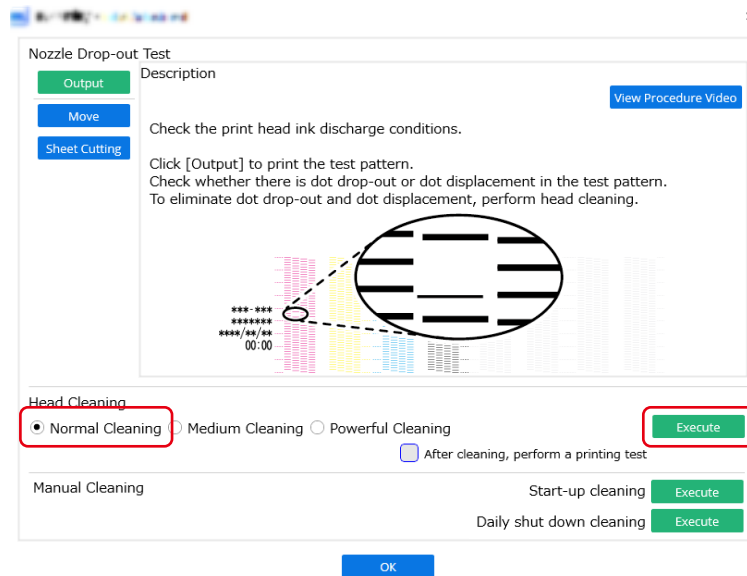 Nozzle Drop-out Test
Output
Description
View Procedure Video
Move
Check the print head ink discharge conditions.
Sheet Cutting
Click [Output] to print the test pattern.
Check whether there is dot drop-out or dot displacement in the test pattern.
To eliminate dot drop-out and dot displacement, perform head cleaning.
***-***
*******
****/**/**
00:00
Head Cleaning
Normal Cleaning Medium Cleaning Powerful Cleaning Execute
After cleaning, perform a printing test
Manual Cleaning
Start-up cleaning Execute
Daily shut down cleaning Execute
OK